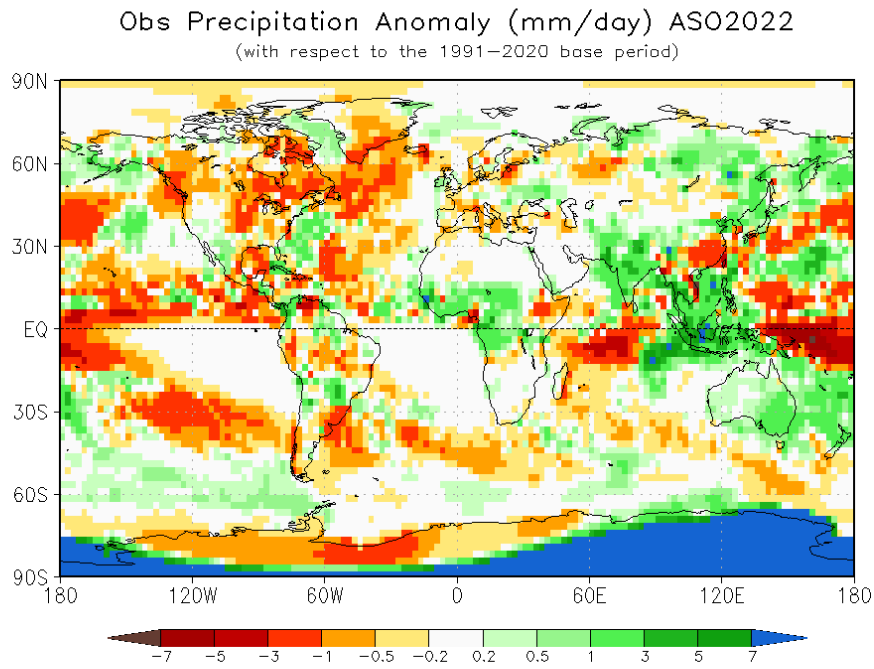 Obs Precipitation Anomaly (mm/day) ASO2022
(with respect to the 1991-2020 base period)
90N
60N
30N
EQ
30S
60S
90S
180 120W 60W 0 60E 120E 180
-7 -5 -3 -1 -0.5 -0.2 0.2 0.5 1 3 5 7